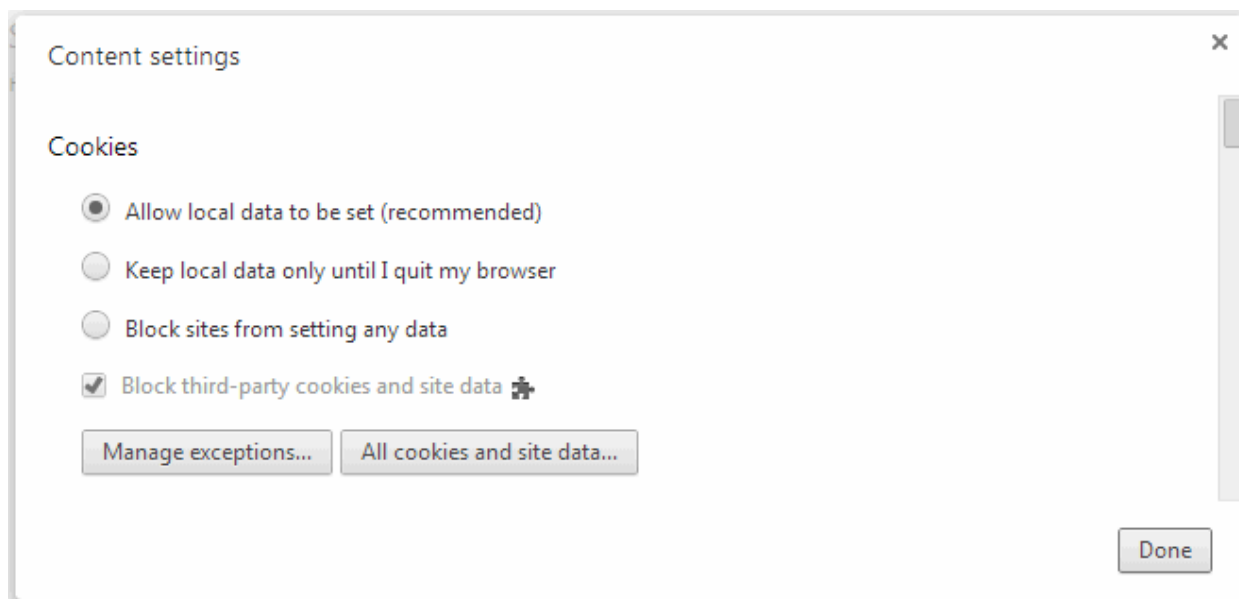 Content settings
Cookies
Allow local data to be set (recommended)
Keep local data only until I quit my browser
Block sites from setting any data
Block third-party cookies and site data
Manage exceptions...
All cookies and site data...
Done